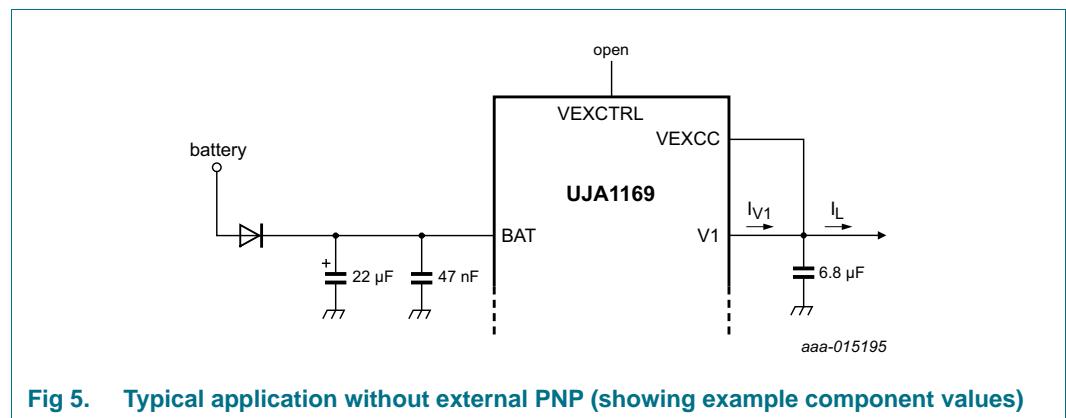 open
VEXCTRL
VEXCC
battery
UJA1169
IV1
IL
BAT
V1
+
22 µF
47 nF
6.8 µF
aaa-015195
Fig 5. Typical application without external PNP (showing example component values)